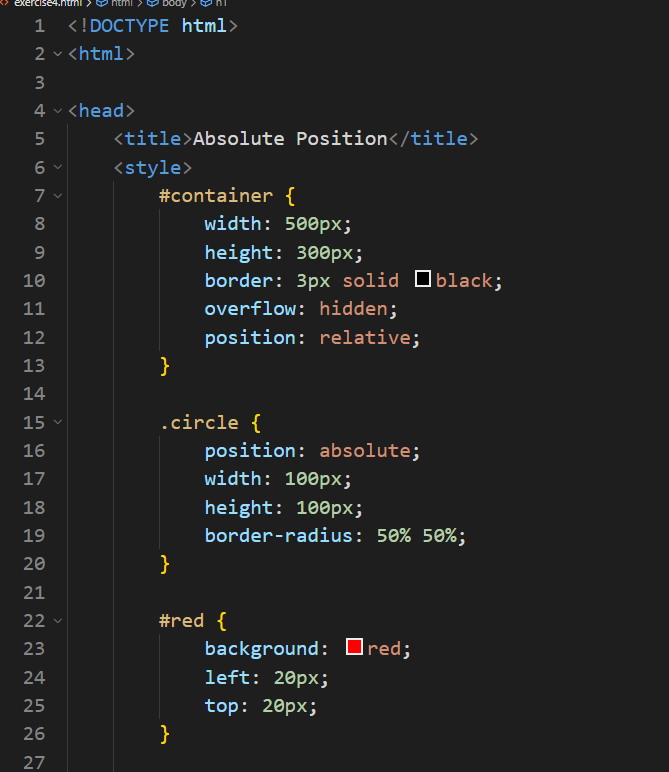 exercise4.html > html > body > h1
1 <!DOCTYPE html>
2 <html>
3
4 <head>
5     <title>Absolute Position</title>
6     <style>
7         #container {
8             width: 500px;
9             height: 300px;
10             border: 3px solid black;
11             overflow: hidden;
12             position: relative;
13         }
14
15         .circle {
16             position: absolute;
17             width: 100px;
18             height: 100px;
19             border-radius: 50% 50%;
20         }
21
22         #red {
23             background: red;
24             left: 20px;
25             top: 20px;
26         }
27